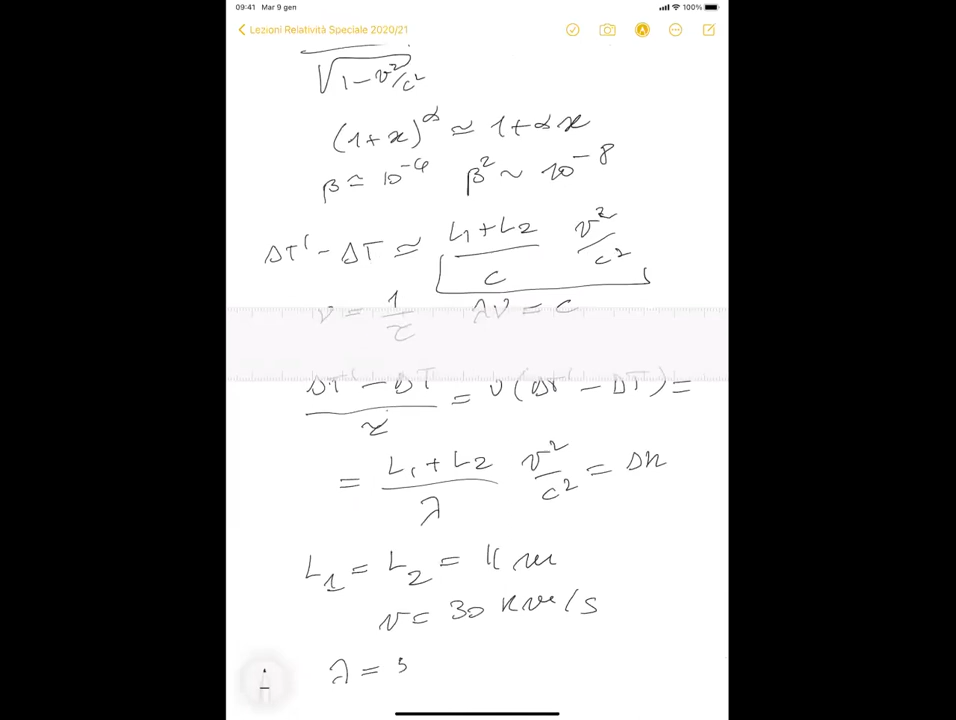 09:41 Mar 9 gen 100%
Lezioni Relatività Speciale 2020/21
√1-v²/c²
(1+x)^α ≃ 1+αx
β ≃ 10⁻⁴ β² ~ 10⁻⁸
ΔT' - ΔT ≃ L1+L2/c v²/c²
ν = 1/τ λν = c
ΔT' - ΔT/τ = ν(ΔT' - ΔT) =
= L1+L2/λ v²/c² = Δn
L1 = L2 = 11 m
v = 30 km/s
λ = 5